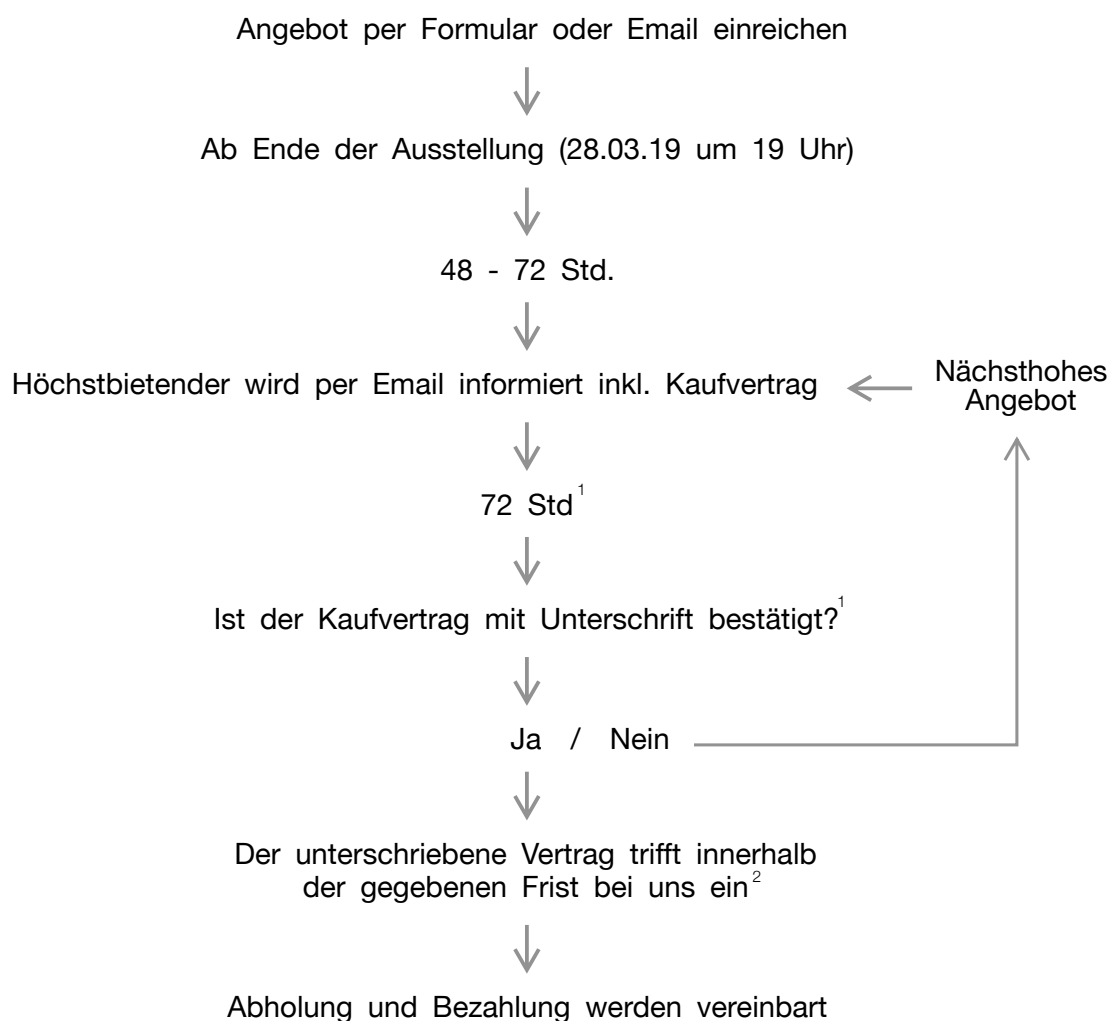 Angebot per Formular oder Email einreichen
Ab Ende der Ausstellung (28.03.19 um 19 Uhr)
48 - 72 Std.
Höchstbietender wird per Email informiert inkl. Kaufvertrag
Nächsthohes
Angebot
72 Std¹
Ist der Kaufvertrag mit Unterschrift bestätigt?¹
Ja / Nein
Der unterschriebene Vertrag trifft innerhalb
der gegebenen Frist bei uns ein²
Abholung und Bezahlung werden vereinbart